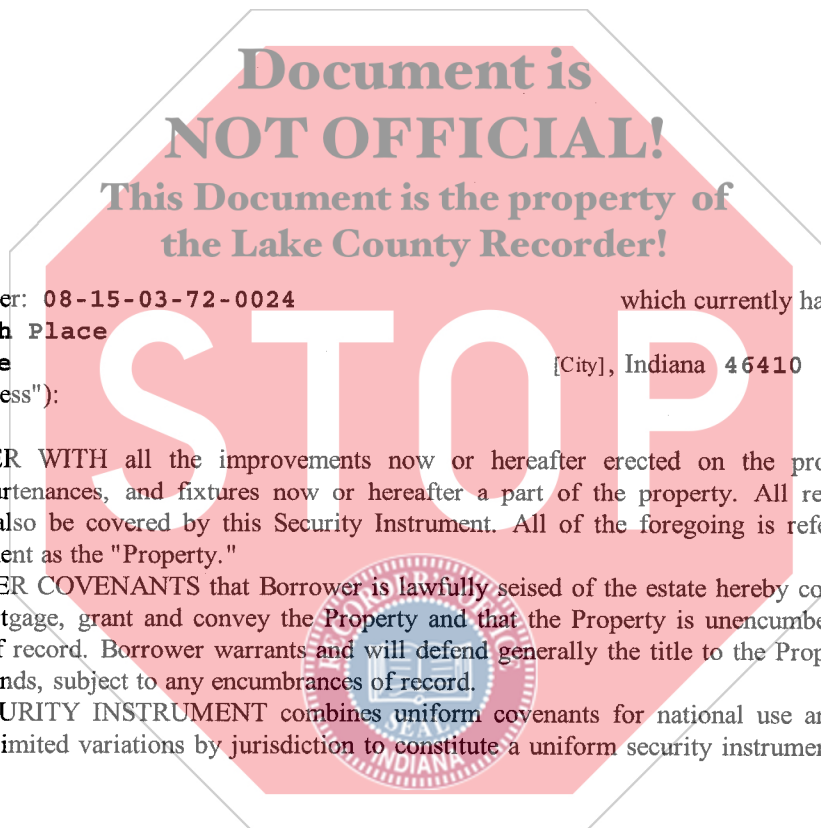 Document is
NOT OFFICIAL!
This Document is the property of
the Lake County Recorder!
er: 08-15-03-72-0024 which currently ha
h Place
e [City], Indiana 46410
ess"):
STOP
ER WITH all the improvements now or hereafter erected on the pro
urtenances, and fixtures now or hereafter a part of the property. All re
also be covered by this Security Instrument. All of the foregoing is refe
ent as the "Property."
ER COVENANTS that Borrower is lawfully seised of the estate hereby co
tgage, grant and convey the Property and that the Property is unencumbe
f record. Borrower warrants and will defend generally the title to the Prop
nds, subject to any encumbrances of record.
URITY INSTRUMENT combines uniform covenants for national use an
imited variations by jurisdiction to constitute a uniform security instrumen
SEAL
INDIANA